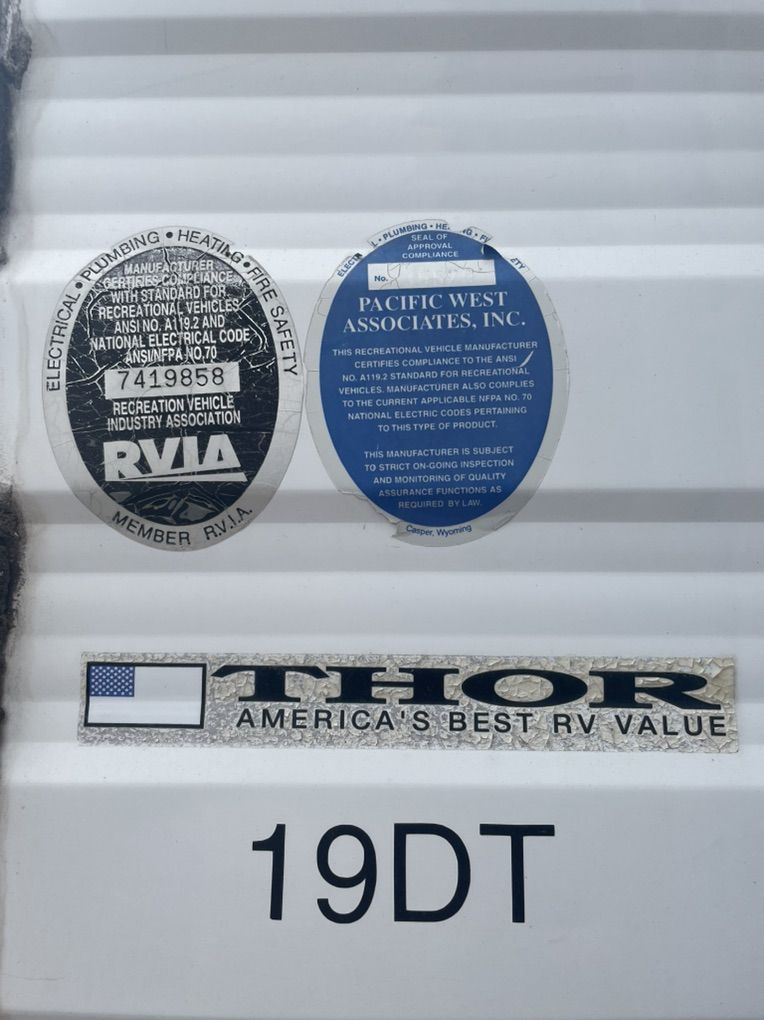 ELECTRICAL • PLUMBING • HEATING • FIRE SAFETY
MANUFACTURER
CERTIFIES COMPLIANCE
WITH STANDARD FOR
RECREATIONAL VEHICLES
ANSI NO. A119.2 AND
NATIONAL ELECTRICAL CODE
ANSI/NFPA NO. 70
7419858
RECREATION VEHICLE
INDUSTRY ASSOCIATION
RVIA
MEMBER R.V.I.A.
• PLUMBING •
SEAL OF
APPROVAL
COMPLIANCE
No.
PACIFIC WEST
ASSOCIATES, INC.
THIS RECREATIONAL VEHICLE MANUFACTURER
CERTIFIES COMPLIANCE TO THE ANSI
NO. A119.2 STANDARD FOR RECREATIONAL
VEHICLES. MANUFACTURER ALSO COMPLIES
TO THE CURRENT APPLICABLE NFPA NO. 70
NATIONAL ELECTRIC CODES PERTAINING
TO THIS TYPE OF PRODUCT.
THIS MANUFACTURER IS SUBJECT
TO STRICT ON-GOING INSPECTION
AND MONITORING OF QUALITY
ASSURANCE FUNCTIONS AS
REQUIRED BY LAW.
Casper, Wyoming
THOR
AMERICA'S BEST RV VALUE
19DT